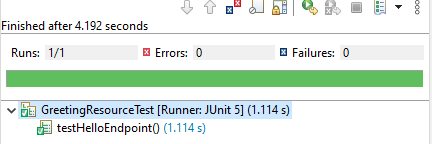 Finished after 4.192 seconds
Runs: 1/1 Errors: 0 Failures: 0
GreetingResourceTest [Runner: JUnit 5] (1.114 s)
testHelloEndpoint() (1.114 s)